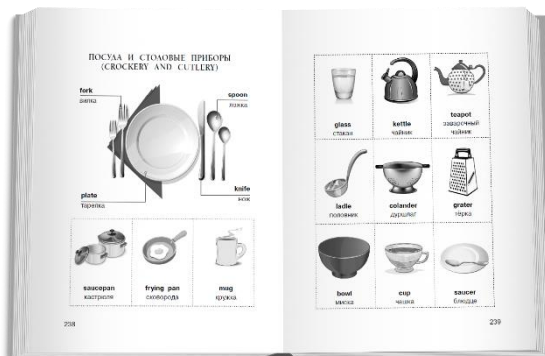 ПОСУДА И СТОЛОВЫЕ ПРИБОРЫ
(CROCKERY AND CUTLERY)
fork
вилка
spoon
ложка
plate
тарелка
knife
нож
saucepan
кастрюля
frying pan
сковорода
mug
кружка
238
glass
стакан
kettle
чайник
teapot
заварочный
чайник
ladle
половник
colander
дуршлаг
grater
тёрка
bowl
миска
cup
чашка
saucer
блюдце
239